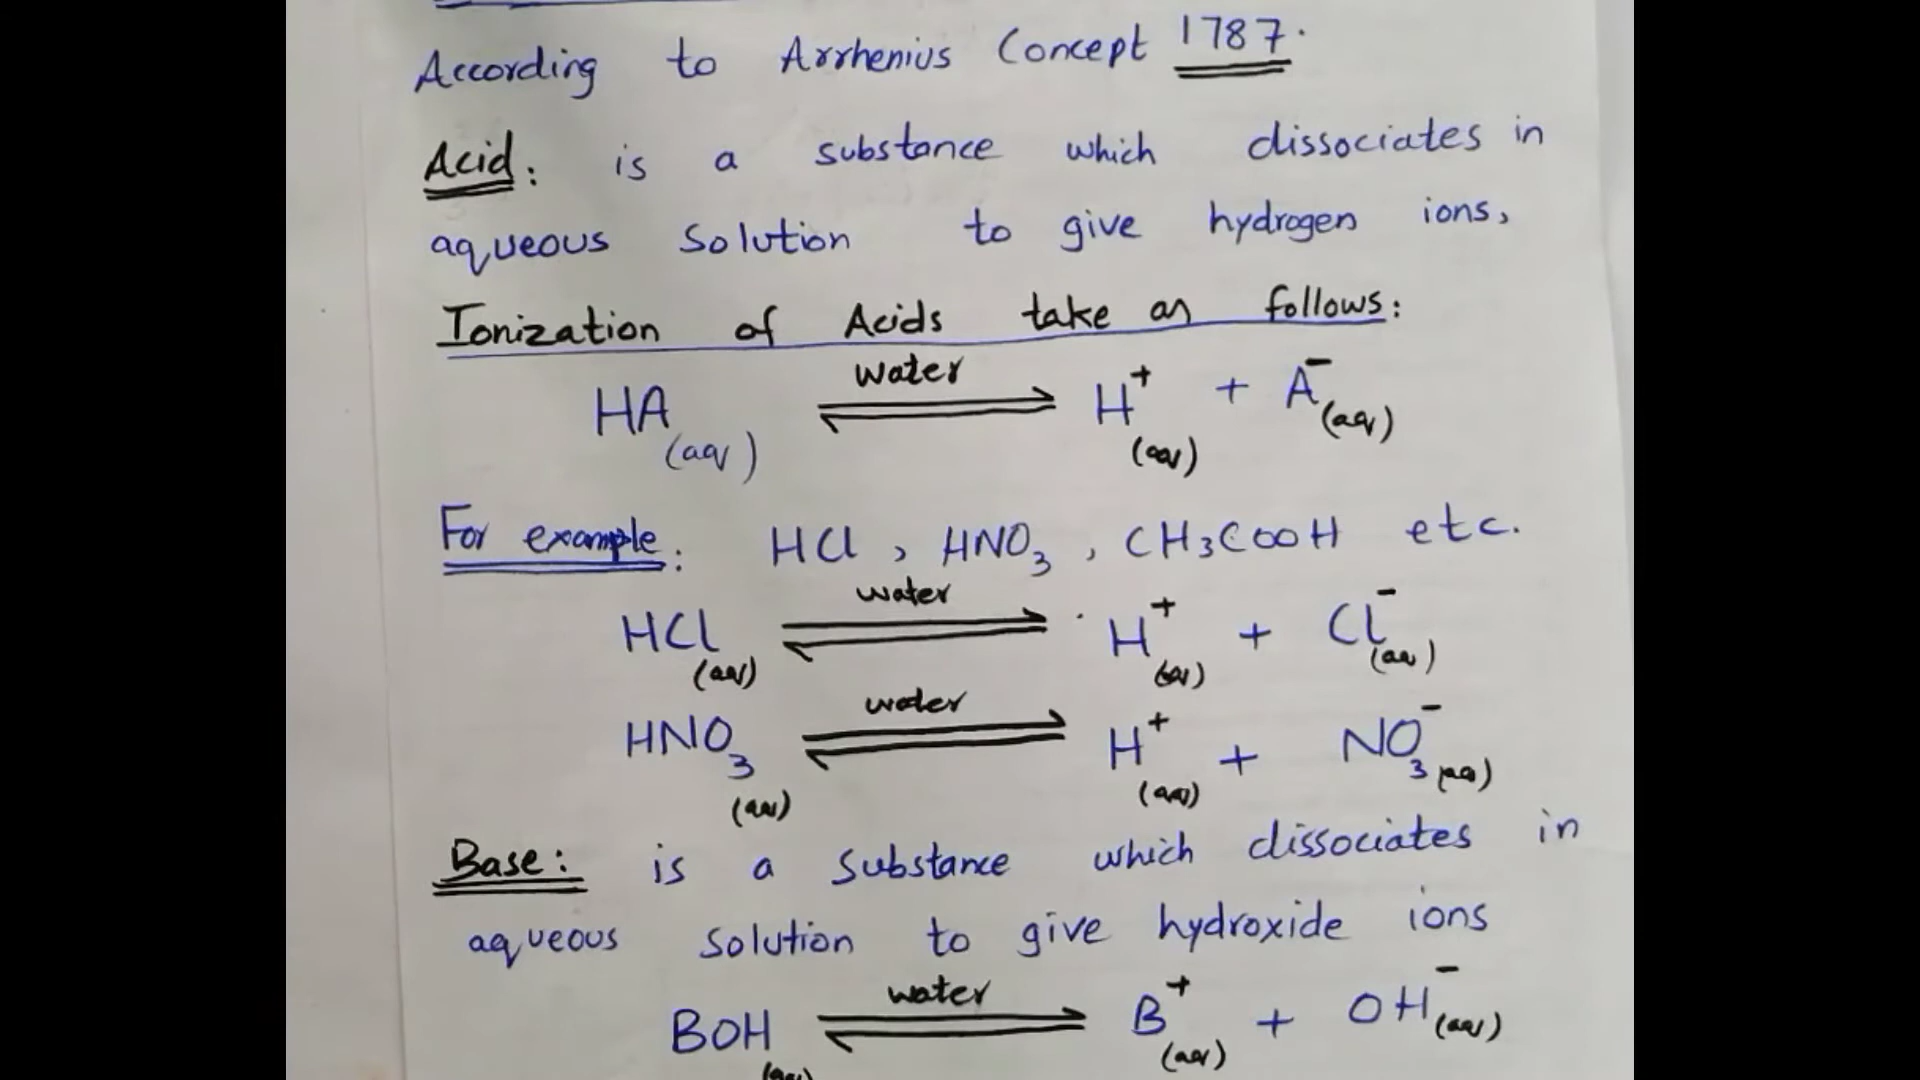 According to Arrhenius Concept 1787.
Acid: is a substance which dissociates in
aqueous solution to give hydrogen ions,
Ionization of Acids take as follows:
water
HA(aq) ⇌ H⁺(aq) + A⁻(aq)
For example: HCl, HNO₃, CH₃COOH etc.
water
HCl(aq) ⇌ H⁺(aq) + Cl⁻(aq)
water
HNO₃(aq) ⇌ H⁺(aq) + NO₃⁻(aq)
Base: is a substance which dissociates in
aqueous solution to give hydroxide ions
water
BOH(aq) ⇌ B⁺(aq) + OH⁻(aq)